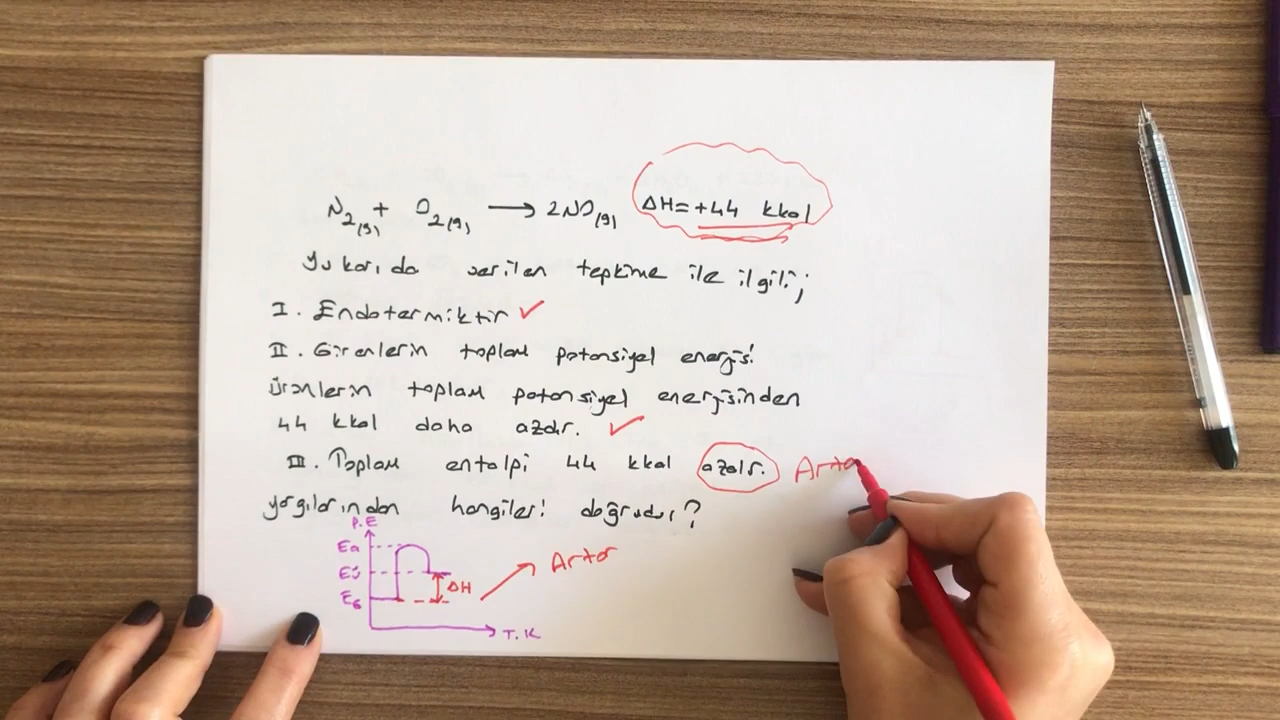 N₂(g) + O₂(g) → 2NO(g) ΔH=+44 kkal
Yukarıda verilen tepkime ile ilgili;
I. Endotermiktir ✓
II. Girenlerin toplam potansiyel enerjisi
ürünlerin toplam potansiyel enerjisinden
44 kkal daha azdır. ✓
III. Toplam entalpi 44 kkal azalır. Arta
yargılarından hangileri doğrudur?
P.E
Ea
Eü
Eg
ΔH
Artar
T.K